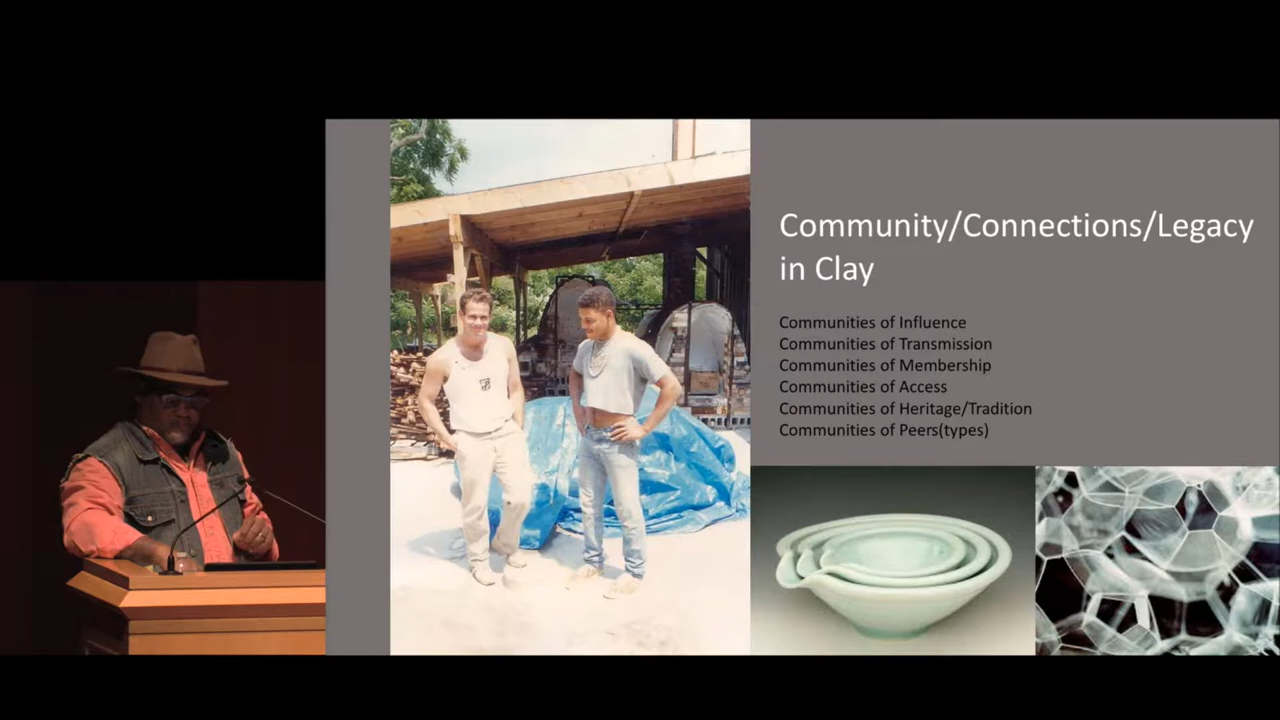 Community/Connections/Legacy
in Clay
Communities of Influence
Communities of Transmission
Communities of Membership
Communities of Access
Communities of Heritage/Tradition
Communities of Peers(types)